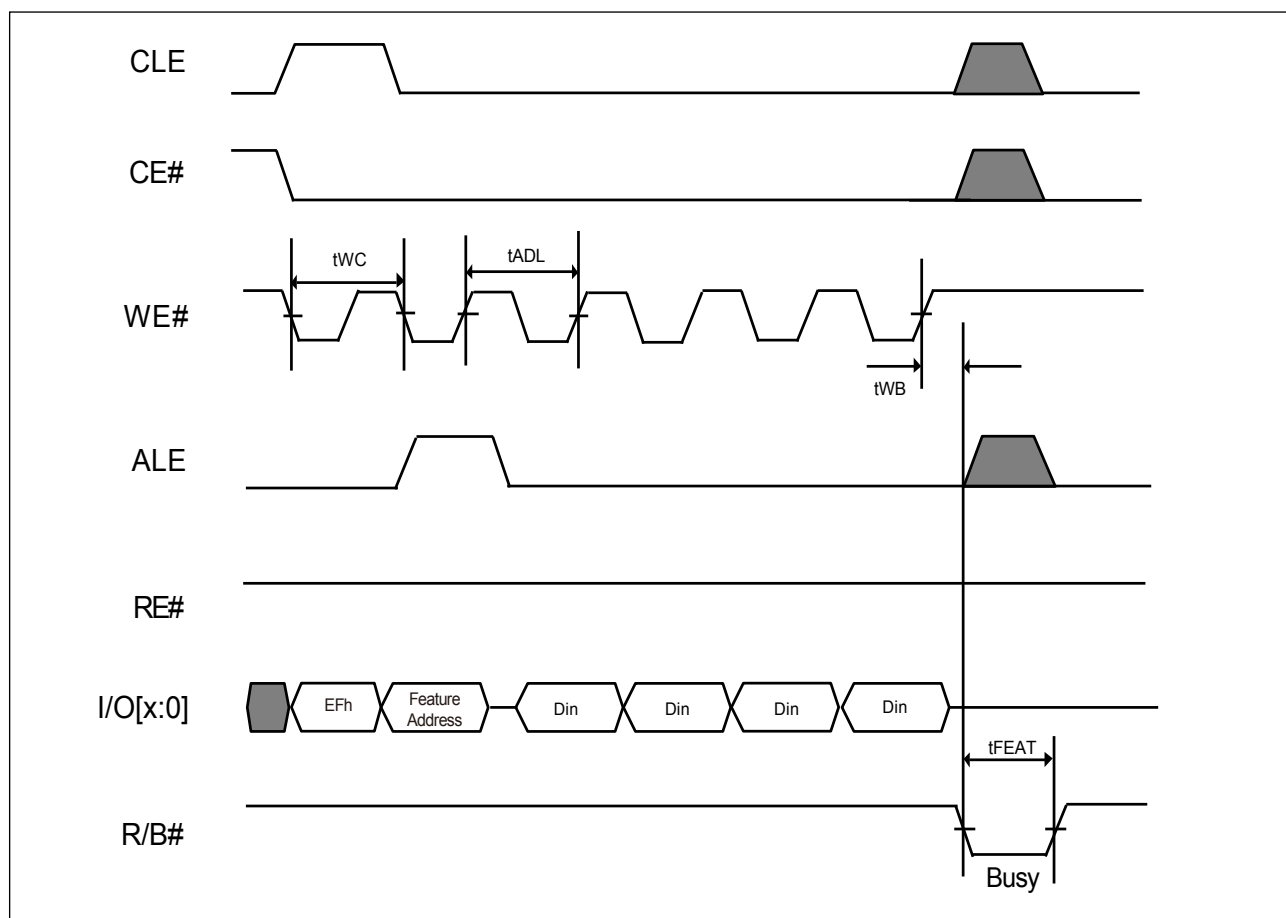 CLE
CE#
tWC
tADL
WE#
tWB
ALE
RE#
I/O[x:0]
EFh
Feature
Address
Din
Din
Din
Din
tFEAT
R/B#
Busy